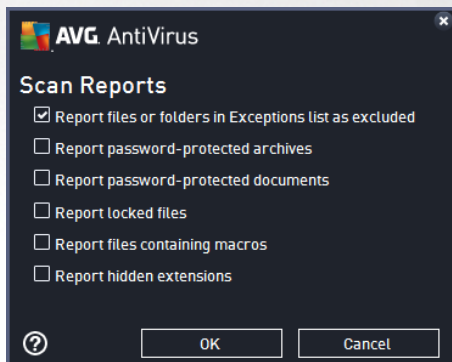 AVG. AntiVirus
Scan Reports
Report files or folders in Exceptions list as excluded
Report password-protected archives
Report password-protected documents
Report locked files
Report files containing macros
Report hidden extensions
?
OK
Cancel